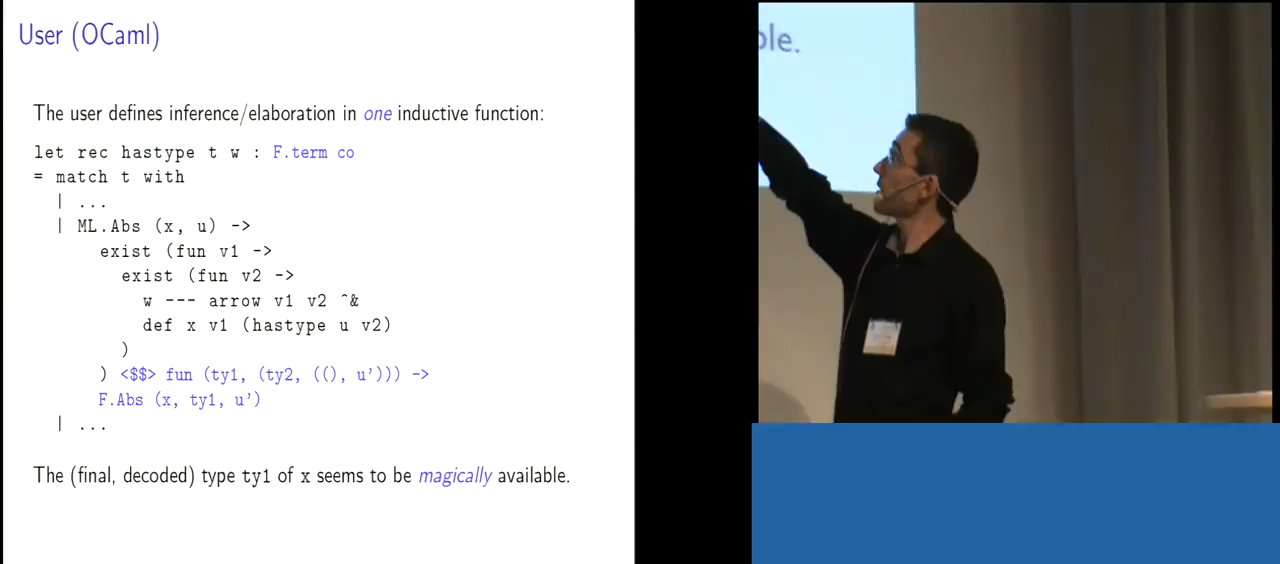 User (OCaml)
The user defines inference/elaboration in one inductive function:
let rec hastype t w : F.term co
= match t with
| ...
| ML.Abs (x, u) ->
exist (fun v1 ->
exist (fun v2 ->
w --- arrow v1 v2 ^&
def x v1 (hastype u v2)
)
) <$$> fun (ty1, (ty2, ((), u'))) ->
F.Abs (x, ty1, u')
| ...
The (final, decoded) type ty1 of x seems to be magically available.
ble.